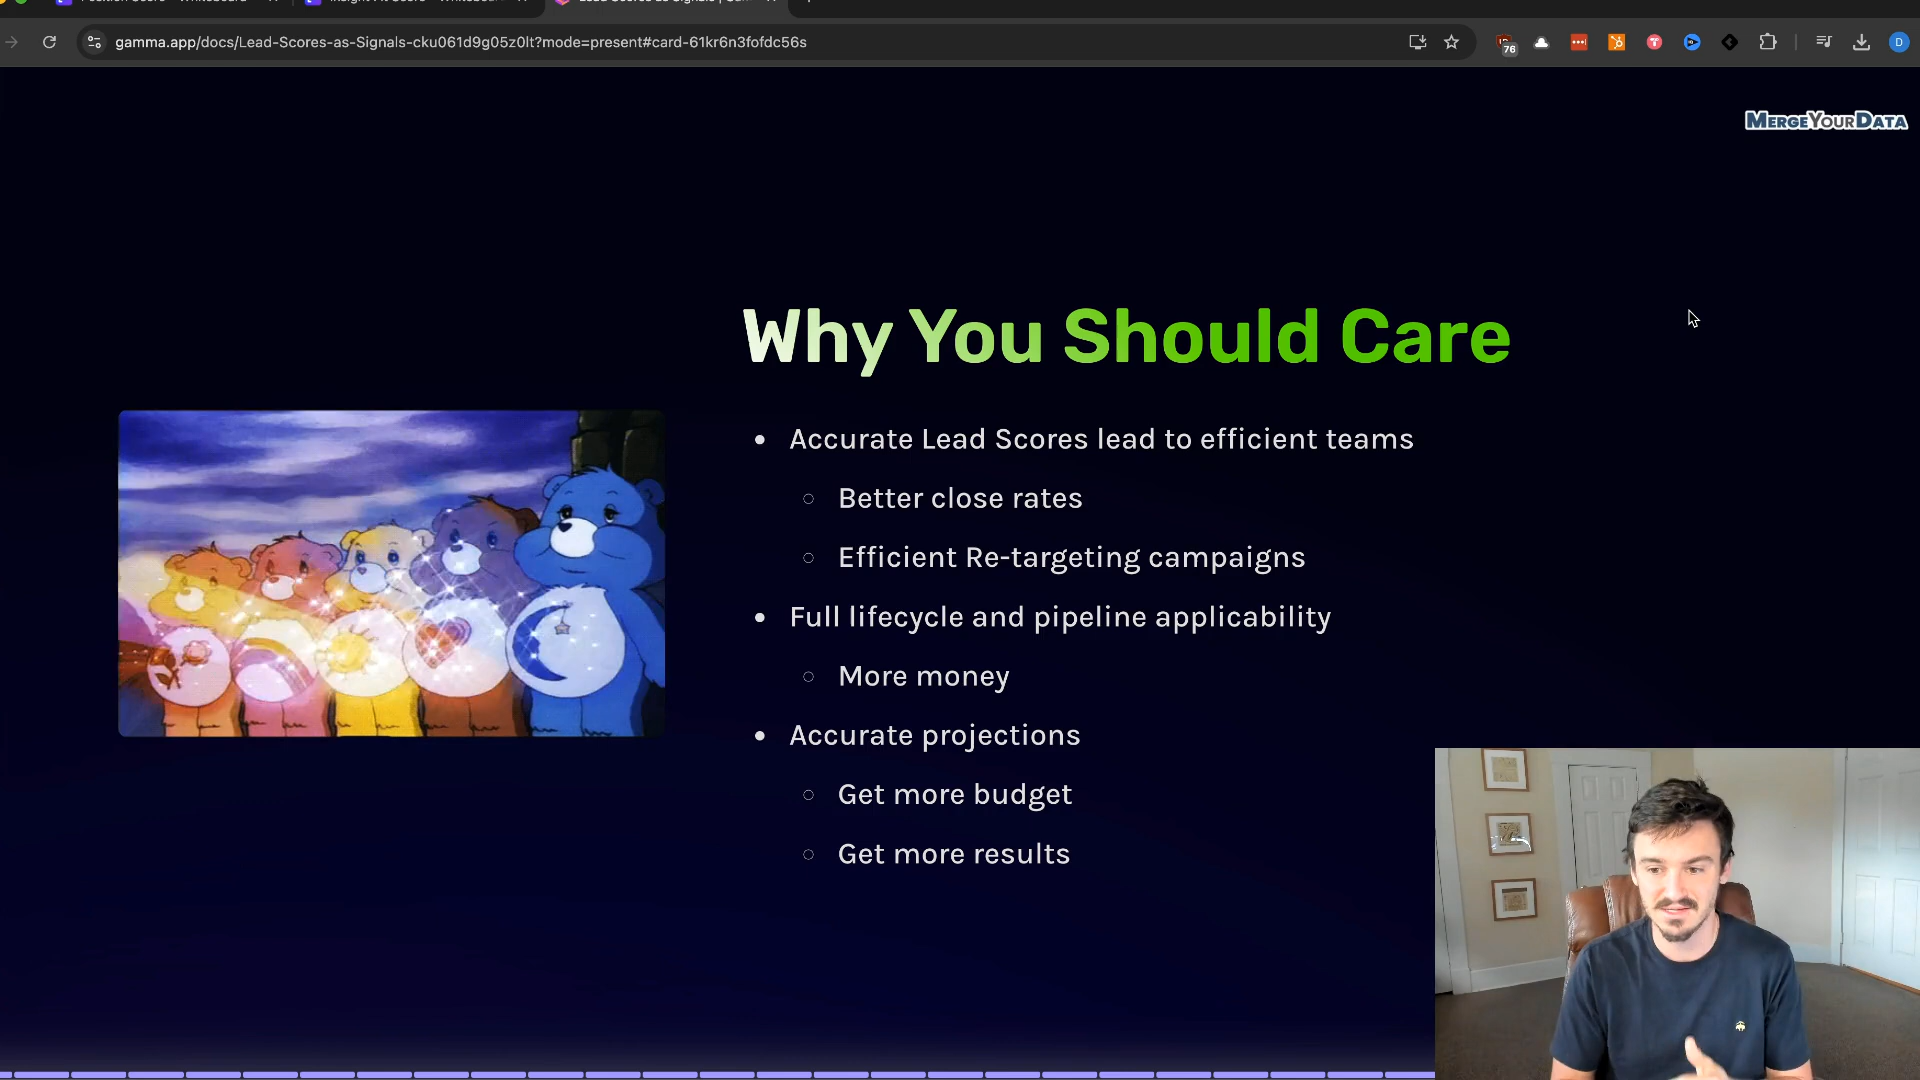 gamma.app/docs/Lead-Scores-as-Signals-cku061d9g05z0lt?mode=present#card-61kr6n3fofdc56s
76
D
MERGEYOURDATA
Why You Should Care
Accurate Lead Scores lead to efficient teams
Better close rates
Efficient Re-targeting campaigns
Full lifecycle and pipeline applicability
More money
Accurate projections
Get more budget
Get more results